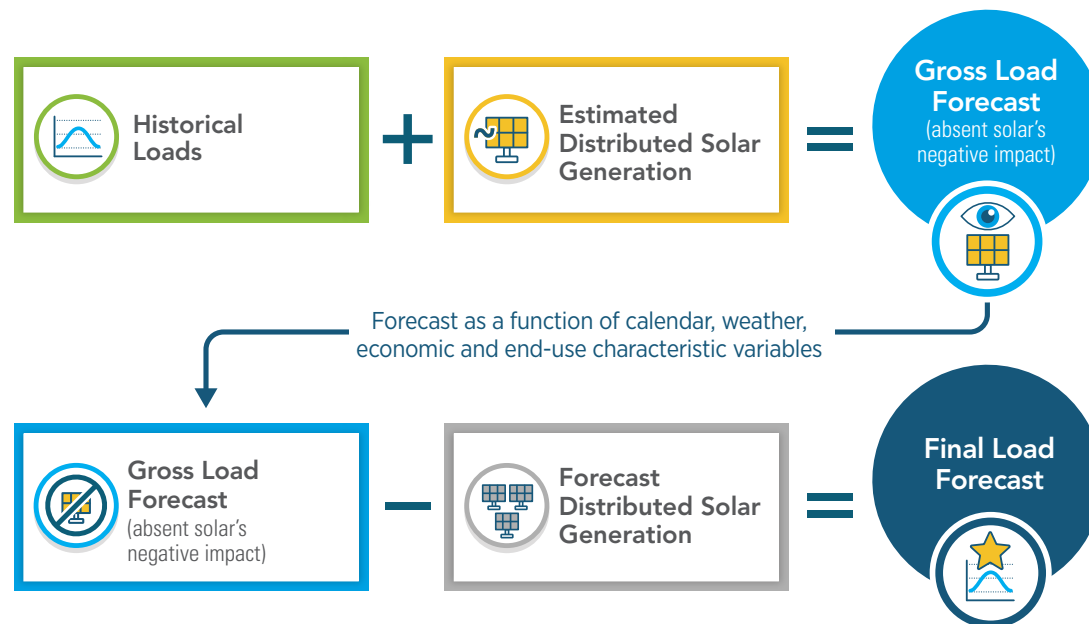 Historical
Loads
+
Estimated
Distributed Solar
Generation
=
Gross Load
Forecast
(absent solar's
negative impact)
Forecast as a function of calendar, weather,
economic and end-use characteristic variables
Gross Load
Forecast
(absent solar's
negative impact)
−
Forecast
Distributed Solar
Generation
=
Final Load
Forecast